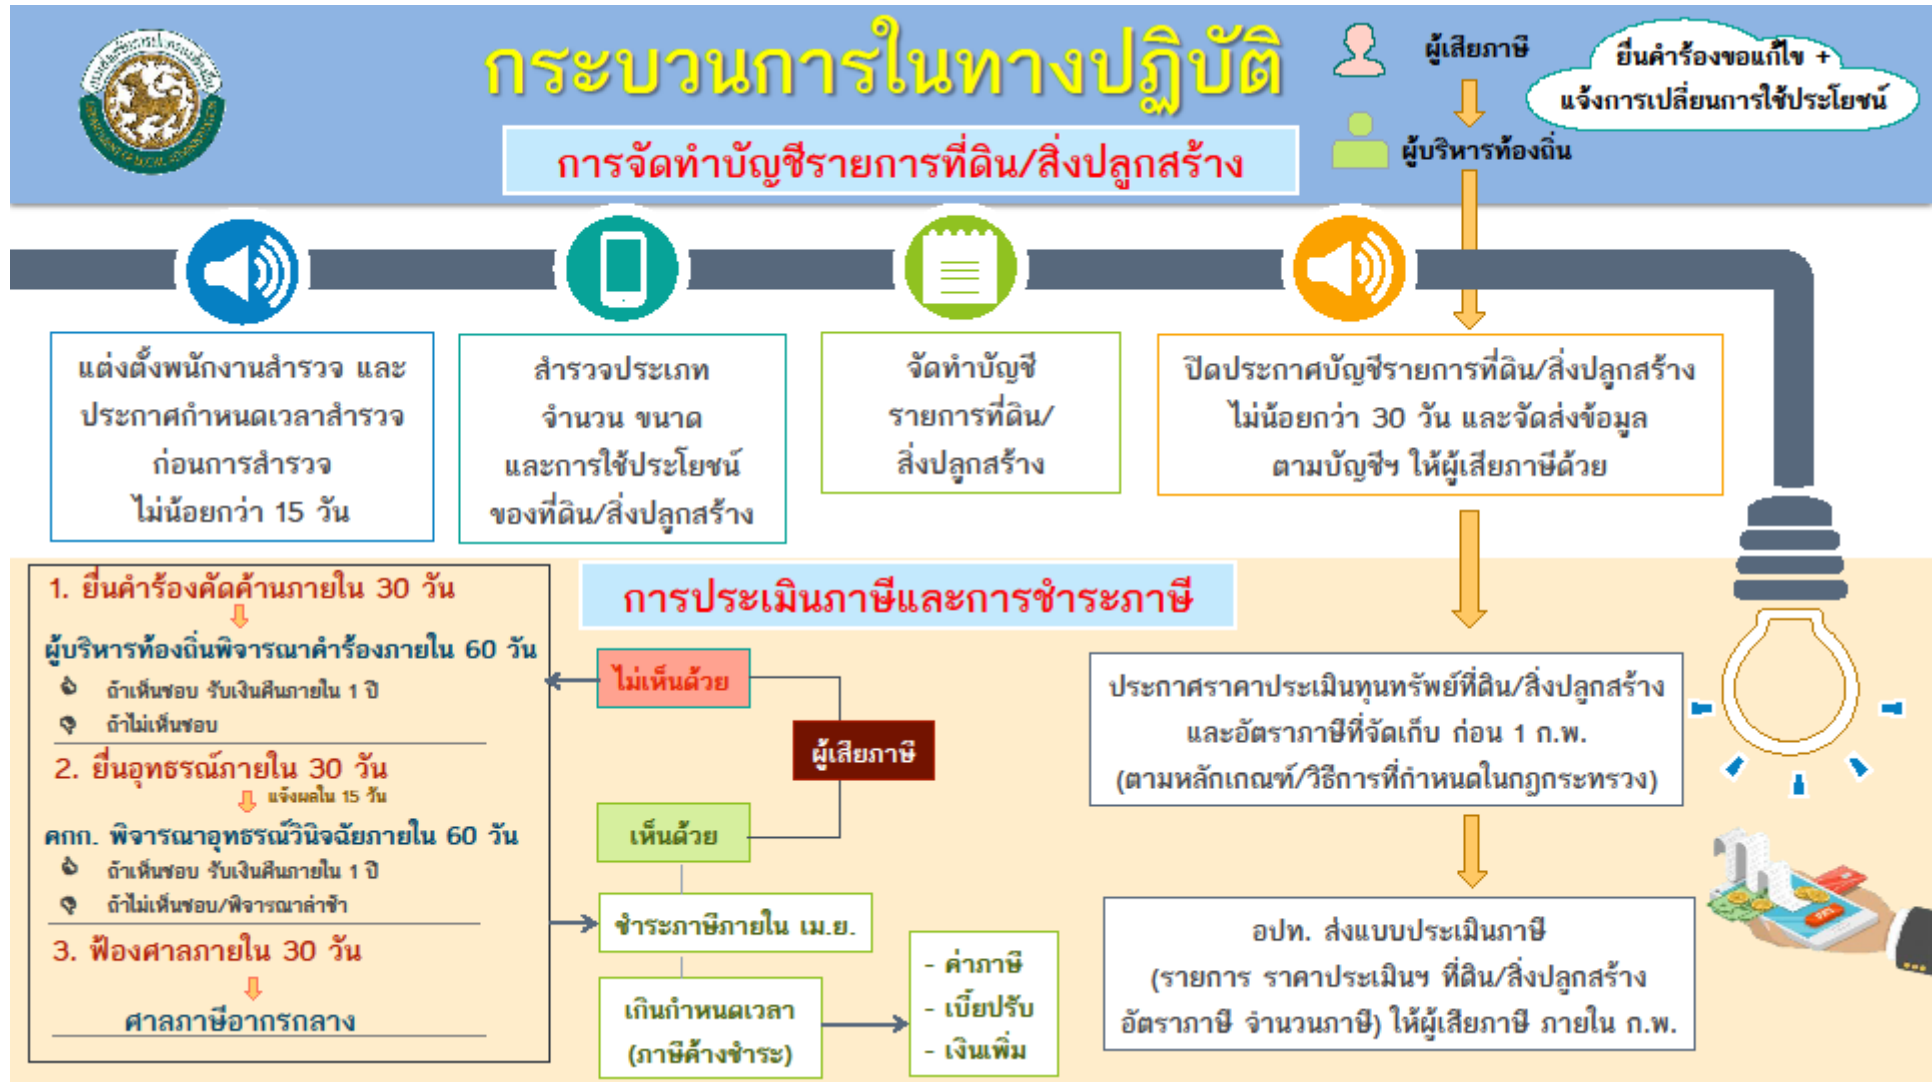 กระบวนการในทางปฏิบัติ
การจัดทำบัญชีรายการที่ดิน/สิ่งปลูกสร้าง
ผู้เสียภาษี
ผู้บริหารท้องถิ่น
ยื่นคำร้องขอแก้ไข +
แจ้งการเปลี่ยนการใช้ประโยชน์
แต่งตั้งพนักงานสำรวจ และ
ประกาศกำหนดเวลาสำรวจ
ก่อนการสำรวจ
ไม่น้อยกว่า 15 วัน
สำรวจประเภท
จำนวน ขนาด
และการใช้ประโยชน์
ของที่ดิน/สิ่งปลูกสร้าง
จัดทำบัญชี
รายการที่ดิน/
สิ่งปลูกสร้าง
ปิดประกาศบัญชีรายการที่ดิน/สิ่งปลูกสร้าง
ไม่น้อยกว่า 30 วัน และจัดส่งข้อมูล
ตามบัญชีฯ ให้ผู้เสียภาษีด้วย
การประเมินภาษีและการชำระภาษี
1. ยื่นคำร้องคัดค้านภายใน 30 วัน
ผู้บริหารท้องถิ่นพิจารณาคำร้องภายใน 60 วัน
ถ้าเห็นชอบ รับเงินคืนภายใน 1 ปี
ถ้าไม่เห็นชอบ
2. ยื่นอุทธรณ์ภายใน 30 วัน
แจ้งผลใน 15 วัน
คกก. พิจารณาอุทธรณ์วินิจฉัยภายใน 60 วัน
ถ้าเห็นชอบ รับเงินคืนภายใน 1 ปี
ถ้าไม่เห็นชอบ/พิจารณาล่าช้า
3. ฟ้องศาลภายใน 30 วัน
ศาลภาษีอากรกลาง
ไม่เห็นด้วย
ผู้เสียภาษี
เห็นด้วย
ชำระภาษีภายใน เม.ย.
เกินกำหนดเวลา
(ภาษีค้างชำระ)
- ค่าภาษี
- เบี้ยปรับ
- เงินเพิ่ม
ประกาศราคาประเมินทุนทรัพย์ที่ดิน/สิ่งปลูกสร้าง
และอัตราภาษีที่จัดเก็บ ก่อน 1 ก.พ.
(ตามหลักเกณฑ์/วิธีการที่กำหนดในกฎกระทรวง)
อปท. ส่งแบบประเมินภาษี
(รายการ ราคาประเมินฯ ที่ดิน/สิ่งปลูกสร้าง
อัตราภาษี จำนวนภาษี) ให้ผู้เสียภาษี ภายใน ก.พ.